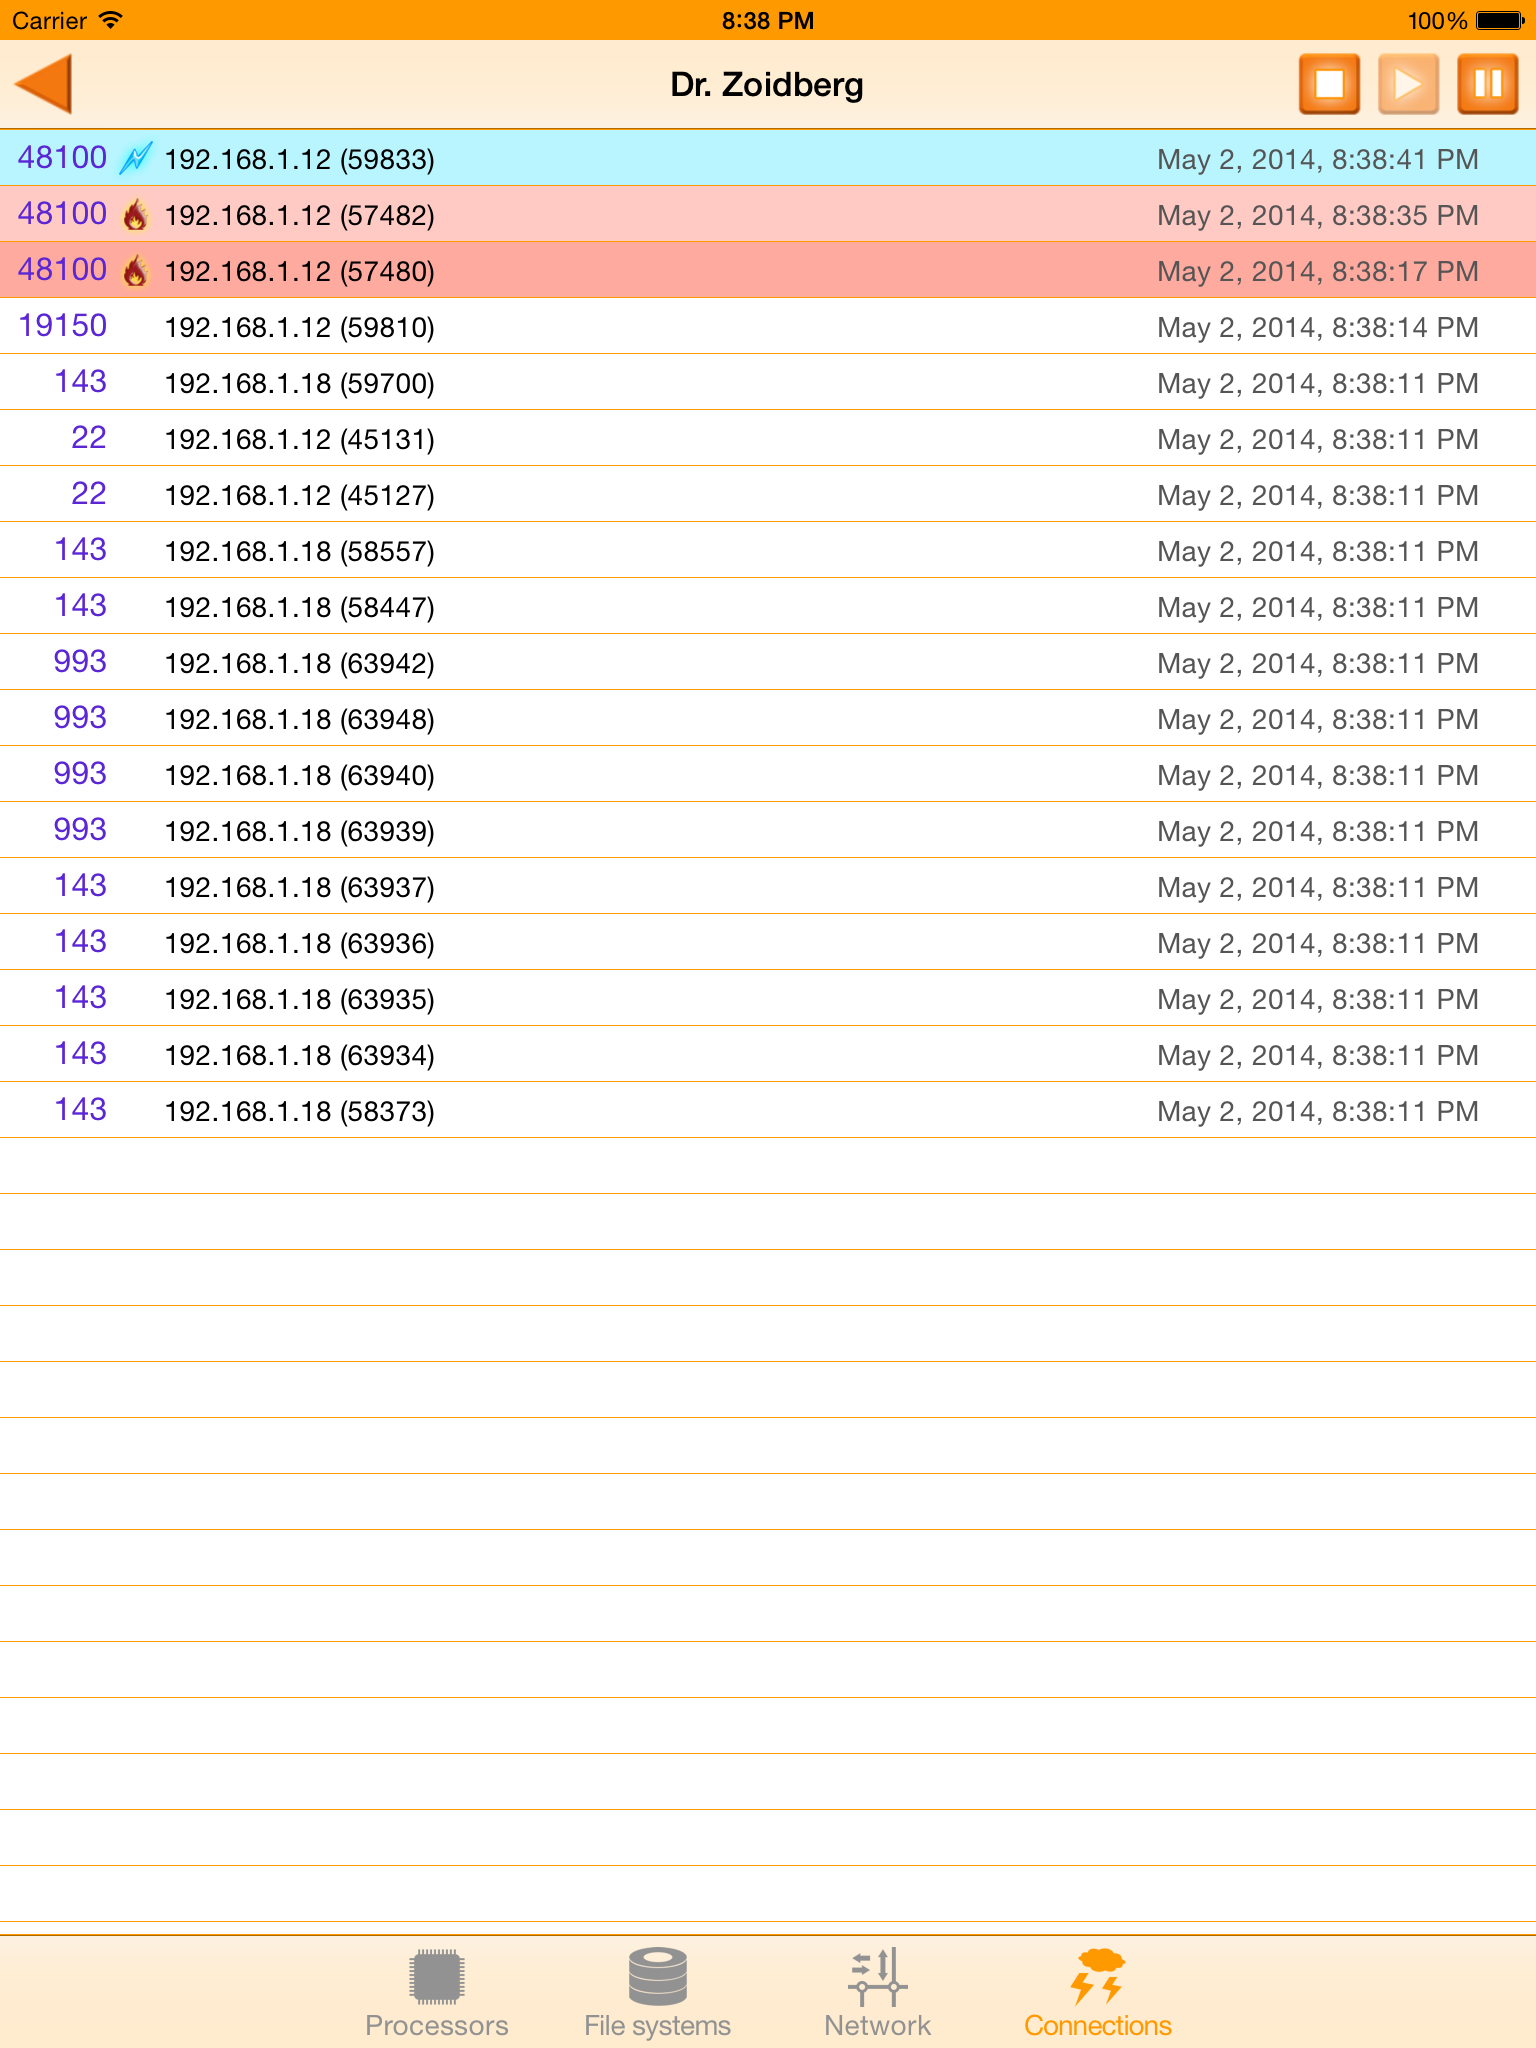 Carrier 8:38 PM 100%
Dr. Zoidberg
48100 192.168.1.12 (59833) May 2, 2014, 8:38:41 PM
48100 192.168.1.12 (57482) May 2, 2014, 8:38:35 PM
48100 192.168.1.12 (57480) May 2, 2014, 8:38:17 PM
19150 192.168.1.12 (59810) May 2, 2014, 8:38:14 PM
143 192.168.1.18 (59700) May 2, 2014, 8:38:11 PM
22 192.168.1.12 (45131) May 2, 2014, 8:38:11 PM
22 192.168.1.12 (45127) May 2, 2014, 8:38:11 PM
143 192.168.1.18 (58557) May 2, 2014, 8:38:11 PM
143 192.168.1.18 (58447) May 2, 2014, 8:38:11 PM
993 192.168.1.18 (63942) May 2, 2014, 8:38:11 PM
993 192.168.1.18 (63948) May 2, 2014, 8:38:11 PM
993 192.168.1.18 (63940) May 2, 2014, 8:38:11 PM
993 192.168.1.18 (63939) May 2, 2014, 8:38:11 PM
143 192.168.1.18 (63937) May 2, 2014, 8:38:11 PM
143 192.168.1.18 (63936) May 2, 2014, 8:38:11 PM
143 192.168.1.18 (63935) May 2, 2014, 8:38:11 PM
143 192.168.1.18 (63934) May 2, 2014, 8:38:11 PM
143 192.168.1.18 (58373) May 2, 2014, 8:38:11 PM
Processors File systems Network Connections